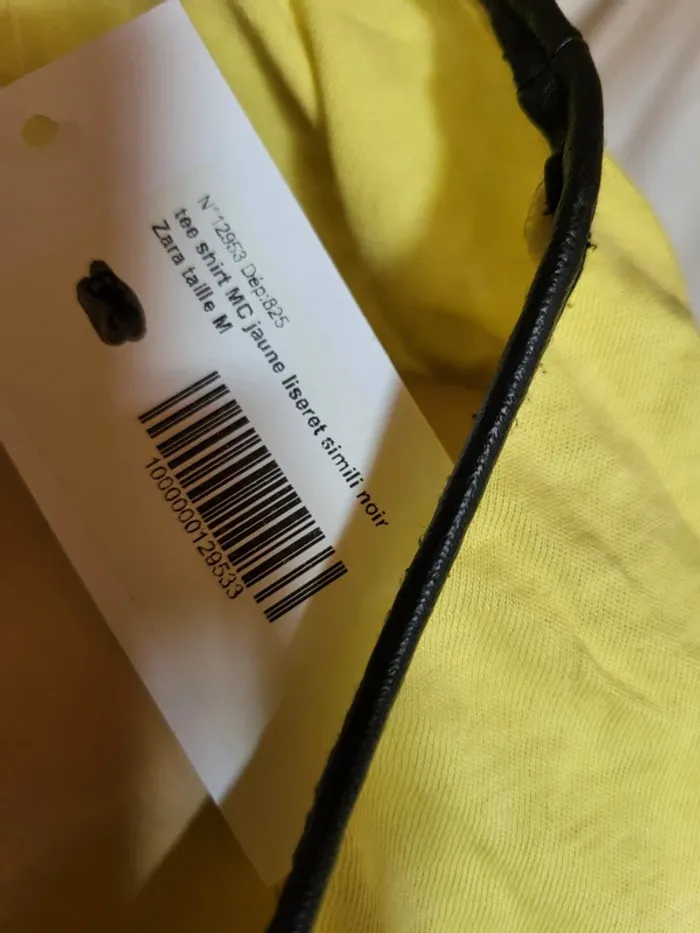 N°12953 Dép:825
tee shirt MC jaune liseret simili noir
Zara taille M
1000000129533